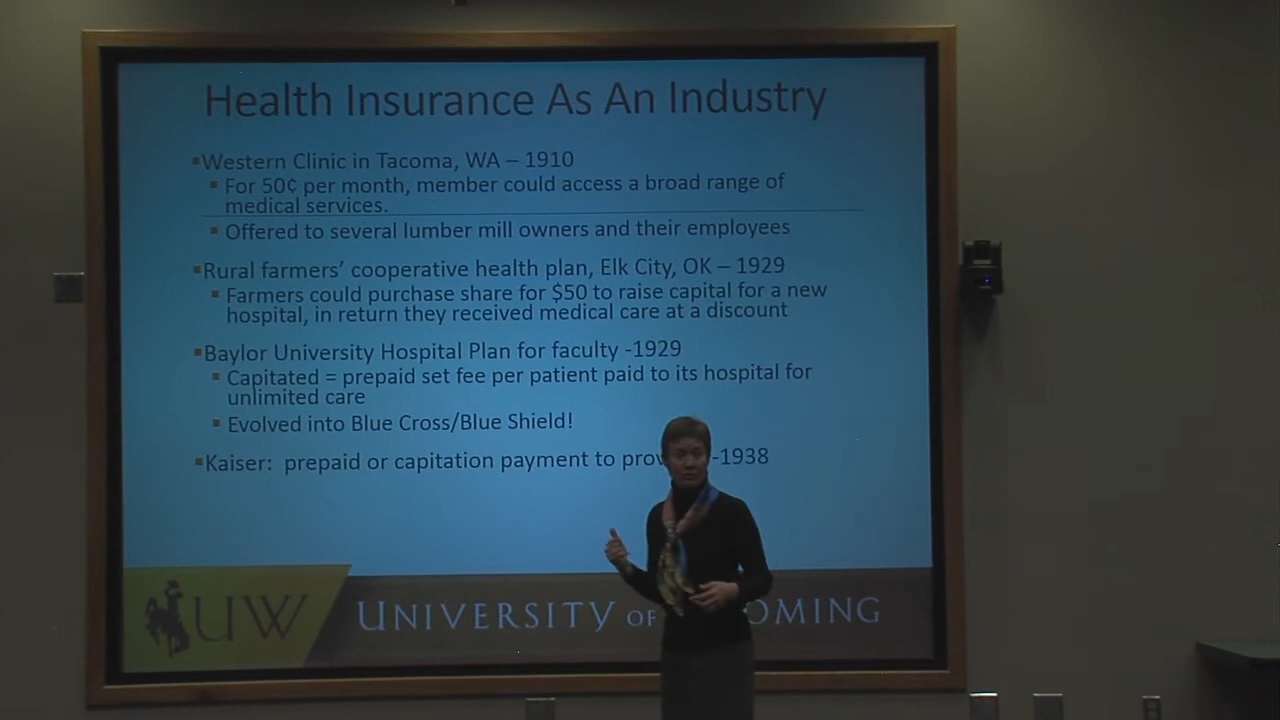 Health Insurance As An Industry
▪Western Clinic in Tacoma, WA – 1910
▪ For 50¢ per month, member could access a broad range of
medical services.
▪ Offered to several lumber mill owners and their employees
▪Rural farmers’ cooperative health plan, Elk City, OK – 1929
▪ Farmers could purchase share for $50 to raise capital for a new
hospital, in return they received medical care at a discount
▪Baylor University Hospital Plan for faculty -1929
▪ Capitated = prepaid set fee per patient paid to its hospital for
unlimited care
▪ Evolved into Blue Cross/Blue Shield!
▪Kaiser: prepaid or capitation payment to -1938
UW UNIVERSITY OF